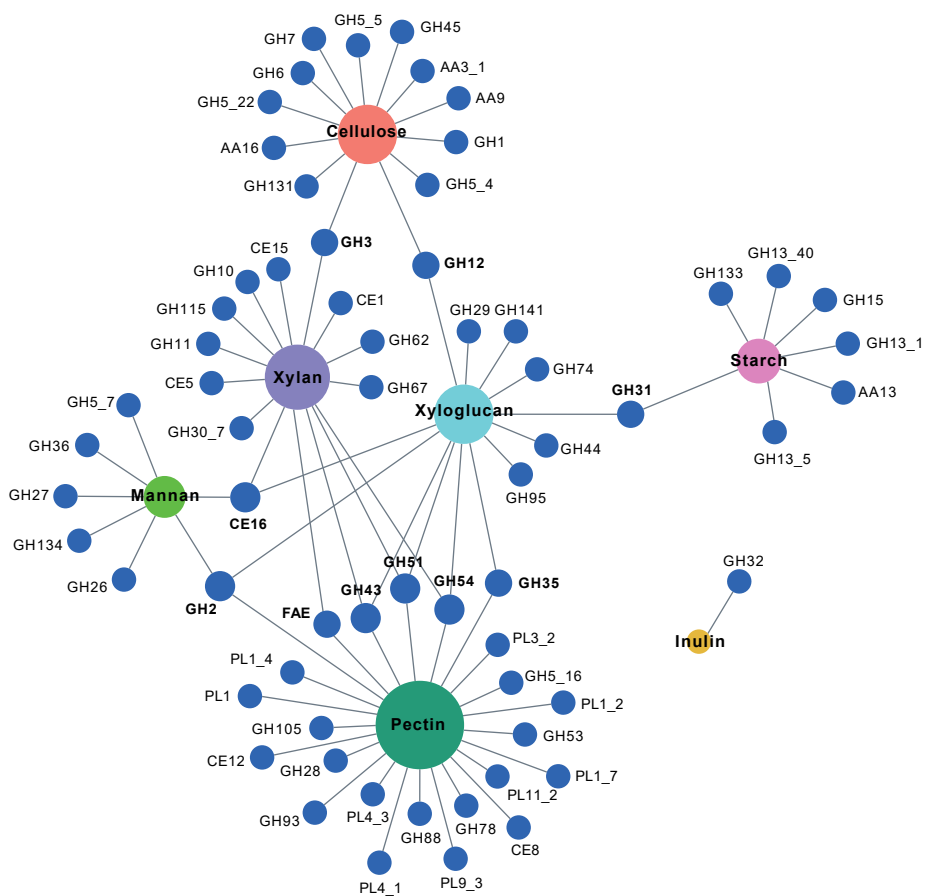 GH5_5
GH45
GH7
GH6
AA3_1
GH5_22
AA9
Cellulose
AA16
GH1
GH131
GH5_4
CE15
GH3
GH12
GH10
GH13_40
GH133
GH115
CE1
GH29
GH141
GH15
GH11
GH62
GH13_1
Starch
GH74
Xylan
CE5
GH67
GH31
AA13
GH5_7
Xyloglucan
GH30_7
GH36
GH44
GH13_5
GH95
GH27
Mannan
CE16
GH134
GH26
GH2
GH51
GH32
GH43
GH54
GH35
FAE
Inulin
PL3_2
PL1_4
GH5_16
PL1
PL1_2
Pectin
GH105
GH53
CE12
GH28
PL1_7
PL11_2
GH93
PL4_3
GH88
GH78
CE8
PL4_1
PL9_3